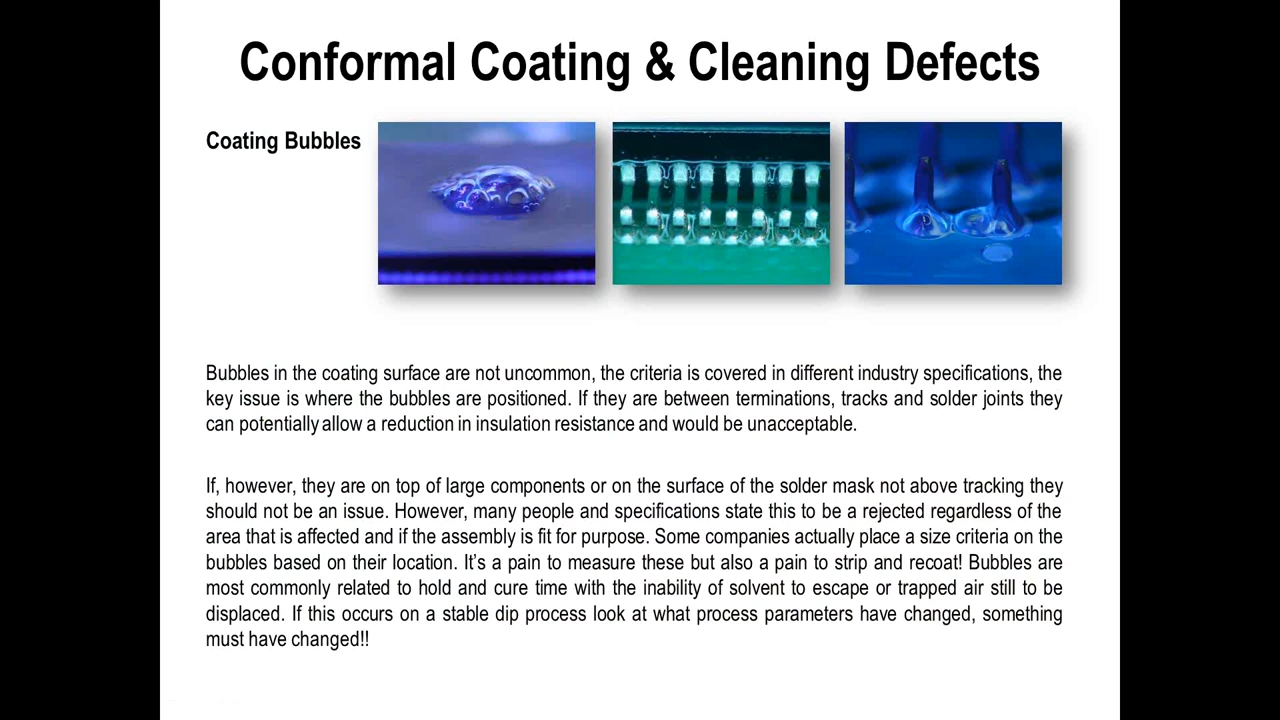 Conformal Coating & Cleaning Defects
Coating Bubbles
Bubbles in the coating surface are not uncommon, the criteria is covered in different industry specifications, the
key issue is where the bubbles are positioned. If they are between terminations, tracks and solder joints they
can potentially allow a reduction in insulation resistance and would be unacceptable.
If, however, they are on top of large components or on the surface of the solder mask not above tracking they
should not be an issue. However, many people and specifications state this to be a rejected regardless of the
area that is affected and if the assembly is fit for purpose. Some companies actually place a size criteria on the
bubbles based on their location. It's a pain to measure these but also a pain to strip and recoat! Bubbles are
most commonly related to hold and cure time with the inability of solvent to escape or trapped air still to be
displaced. If this occurs on a stable dip process look at what process parameters have changed, something
must have changed!!